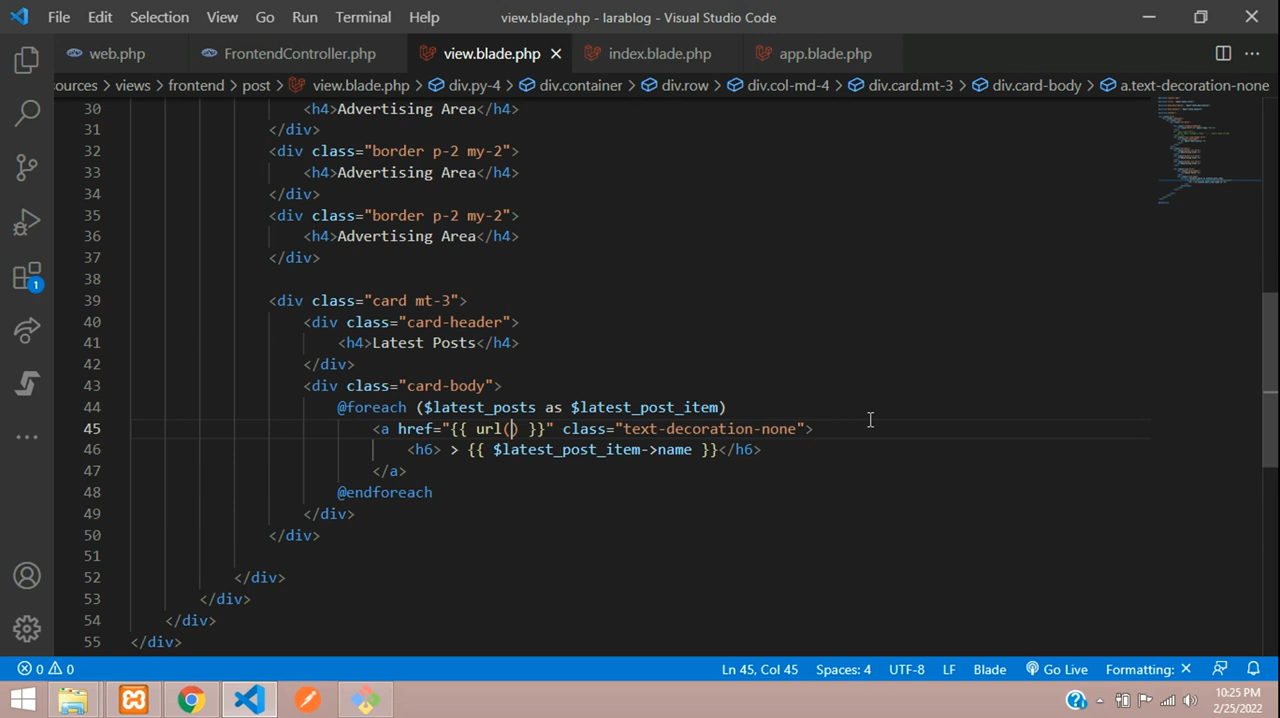 File Edit Selection View Go Run Terminal Help view.blade.php - larablog - Visual Studio Code
web.php FrontendController.php view.blade.php index.blade.php app.blade.php
ources > views > frontend > post > view.blade.php > div.py-4 > div.container > div.row > div.col-md-4 > div.card.mt-3 > div.card-body > a.text-decoration-none
30 <h4>Advertising Area</h4>
31 </div>
32 <div class="border p-2 my-2">
33 <h4>Advertising Area</h4>
34 </div>
35 <div class="border p-2 my-2">
36 <h4>Advertising Area</h4>
37 </div>
38
39 <div class="card mt-3">
40 <div class="card-header">
41 <h4>Latest Posts</h4>
42 </div>
43 <div class="card-body">
44 @foreach ($latest_posts as $latest_post_item)
45 <a href="{{ url() }}" class="text-decoration-none">
46 <h6> > {{ $latest_post_item->name }}</h6>
47 </a>
48 @endforeach
49 </div>
50 </div>
51
52 </div>
53 </div>
54 </div>
55 </div>
1
0 0 Ln 45, Col 45 Spaces: 4 UTF-8 LF Blade Go Live Formatting: ×
10:25 PM
2/25/2022